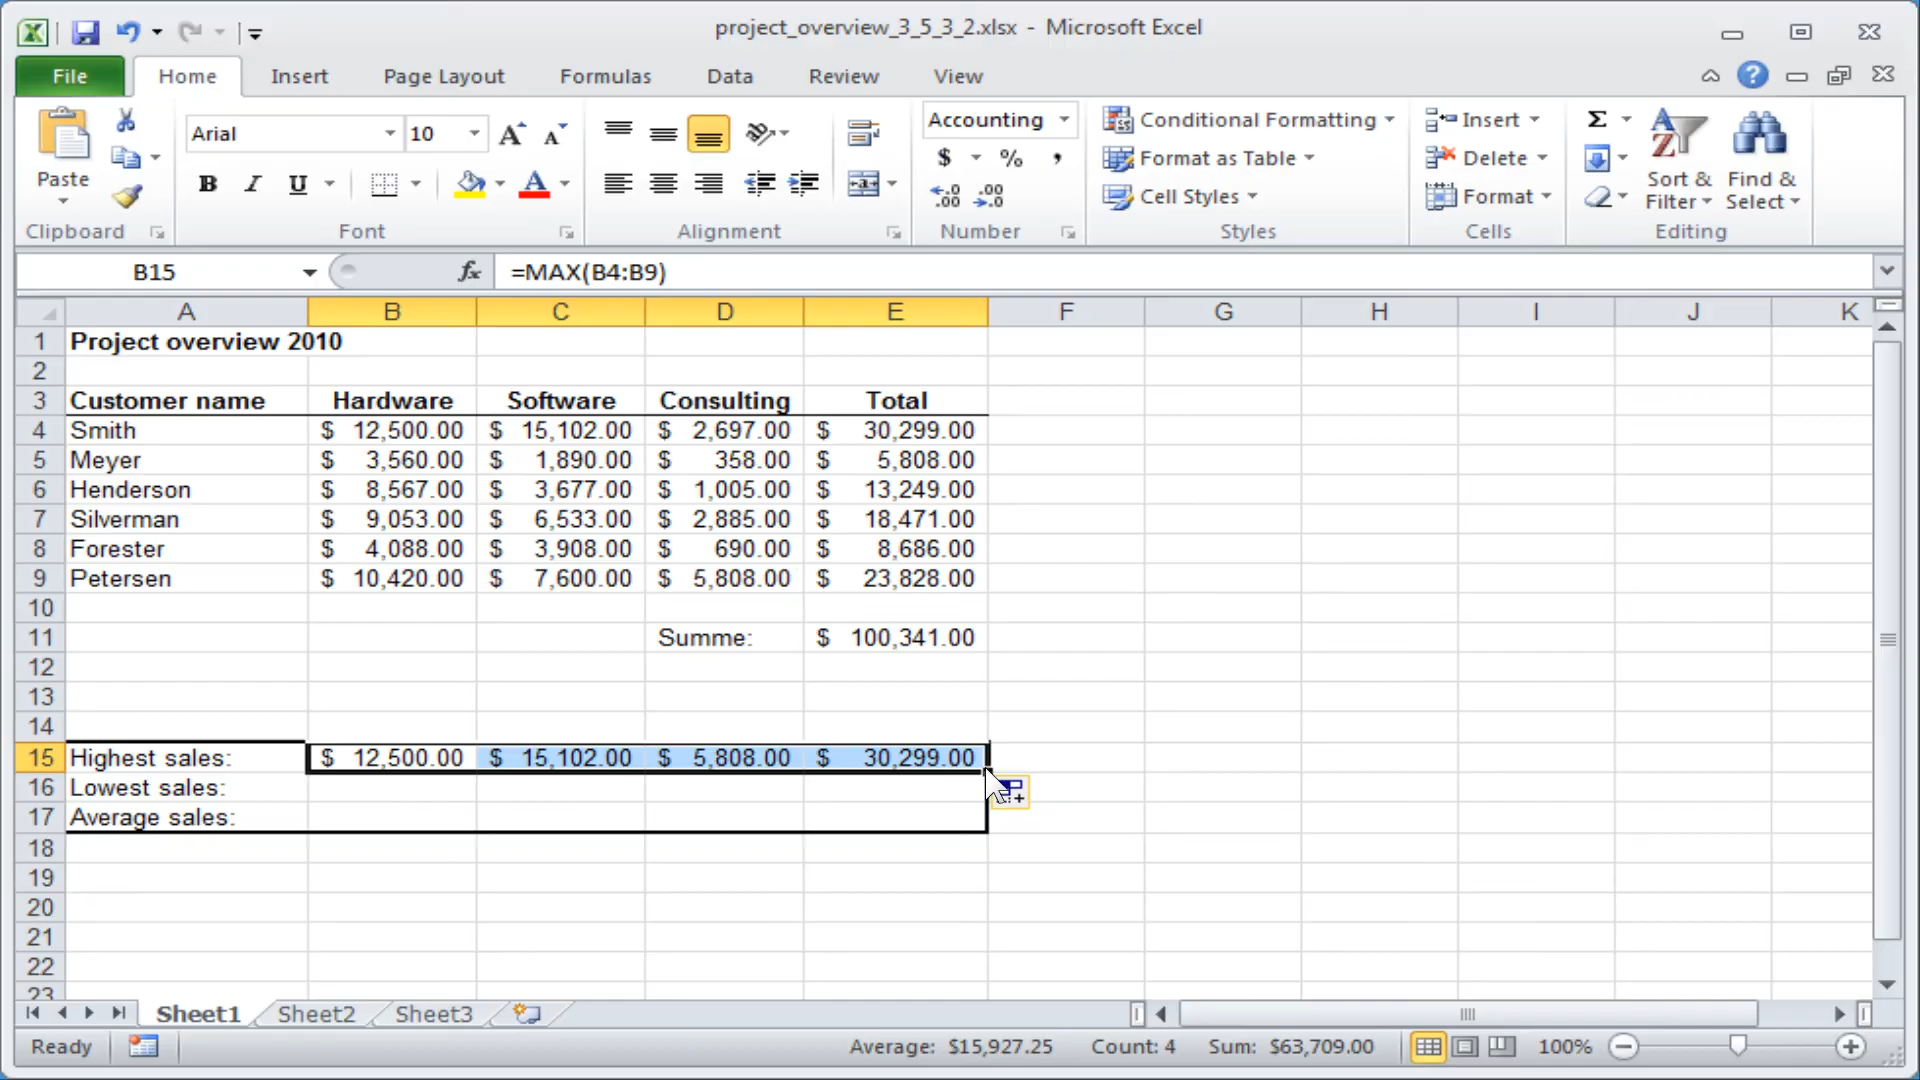 project_overview_3_5_3_2.xlsx - Microsoft Excel
File Home Insert Page Layout Formulas Data Review View
Paste
Clipboard
Arial 10
B I U
Font
Alignment
Accounting
$ % ,
Number
Conditional Formatting
Format as Table
Cell Styles
Styles
Insert
Delete
Format
Cells
Σ
Sort & Filter
Find & Select
Editing
B15 fx =MAX(B4:B9)
A B C D E F G H I J K
1 Project overview 2010
2
3 Customer name Hardware Software Consulting Total
4 Smith $ 12,500.00 $ 15,102.00 $ 2,697.00 $ 30,299.00
5 Meyer $ 3,560.00 $ 1,890.00 $ 358.00 $ 5,808.00
6 Henderson $ 8,567.00 $ 3,677.00 $ 1,005.00 $ 13,249.00
7 Silverman $ 9,053.00 $ 6,533.00 $ 2,885.00 $ 18,471.00
8 Forester $ 4,088.00 $ 3,908.00 $ 690.00 $ 8,686.00
9 Petersen $ 10,420.00 $ 7,600.00 $ 5,808.00 $ 23,828.00
10
11 Summe: $ 100,341.00
12
13
14
15 Highest sales: $ 12,500.00 $ 15,102.00 $ 5,808.00 $ 30,299.00
16 Lowest sales:
17 Average sales:
18
19
20
21
22
23
Sheet1 Sheet2 Sheet3
Ready Average: $15,927.25 Count: 4 Sum: $63,709.00 100%